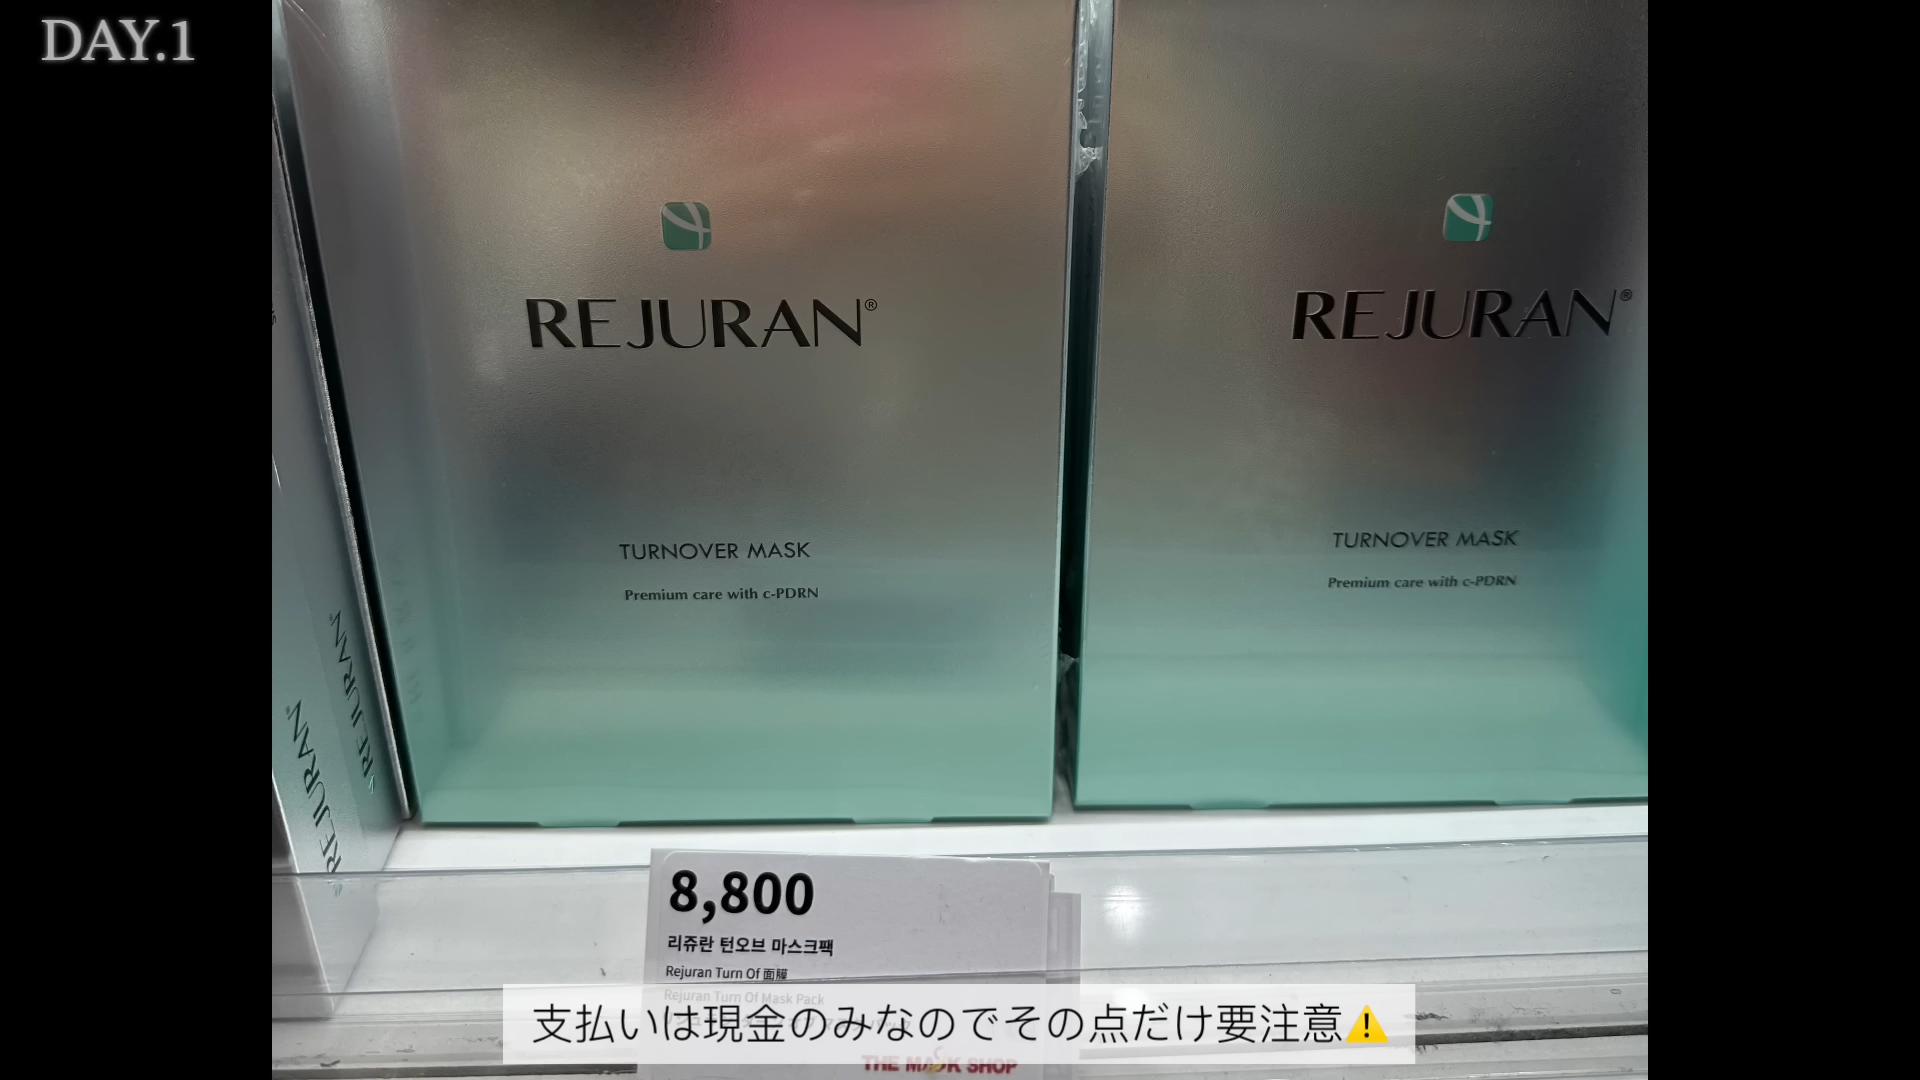 DAY.1
REJURAN®
TURNOVER MASK
Premium care with c-PDRN
REJURAN®
TURNOVER MASK
Premium care with c-PDRN
REJURAN®
REJURAN
8,800
리쥬란 턴오브 마스크팩
Rejuran Turn Of 面膜
Rejuran Turn Of Mask Pack
支払いは現金のみなのでその点だけ要注意⚠️
THE MASK SHOP